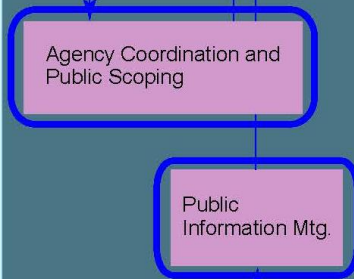 Agency Coordination and
Public Scoping
Public
Information Mtg.